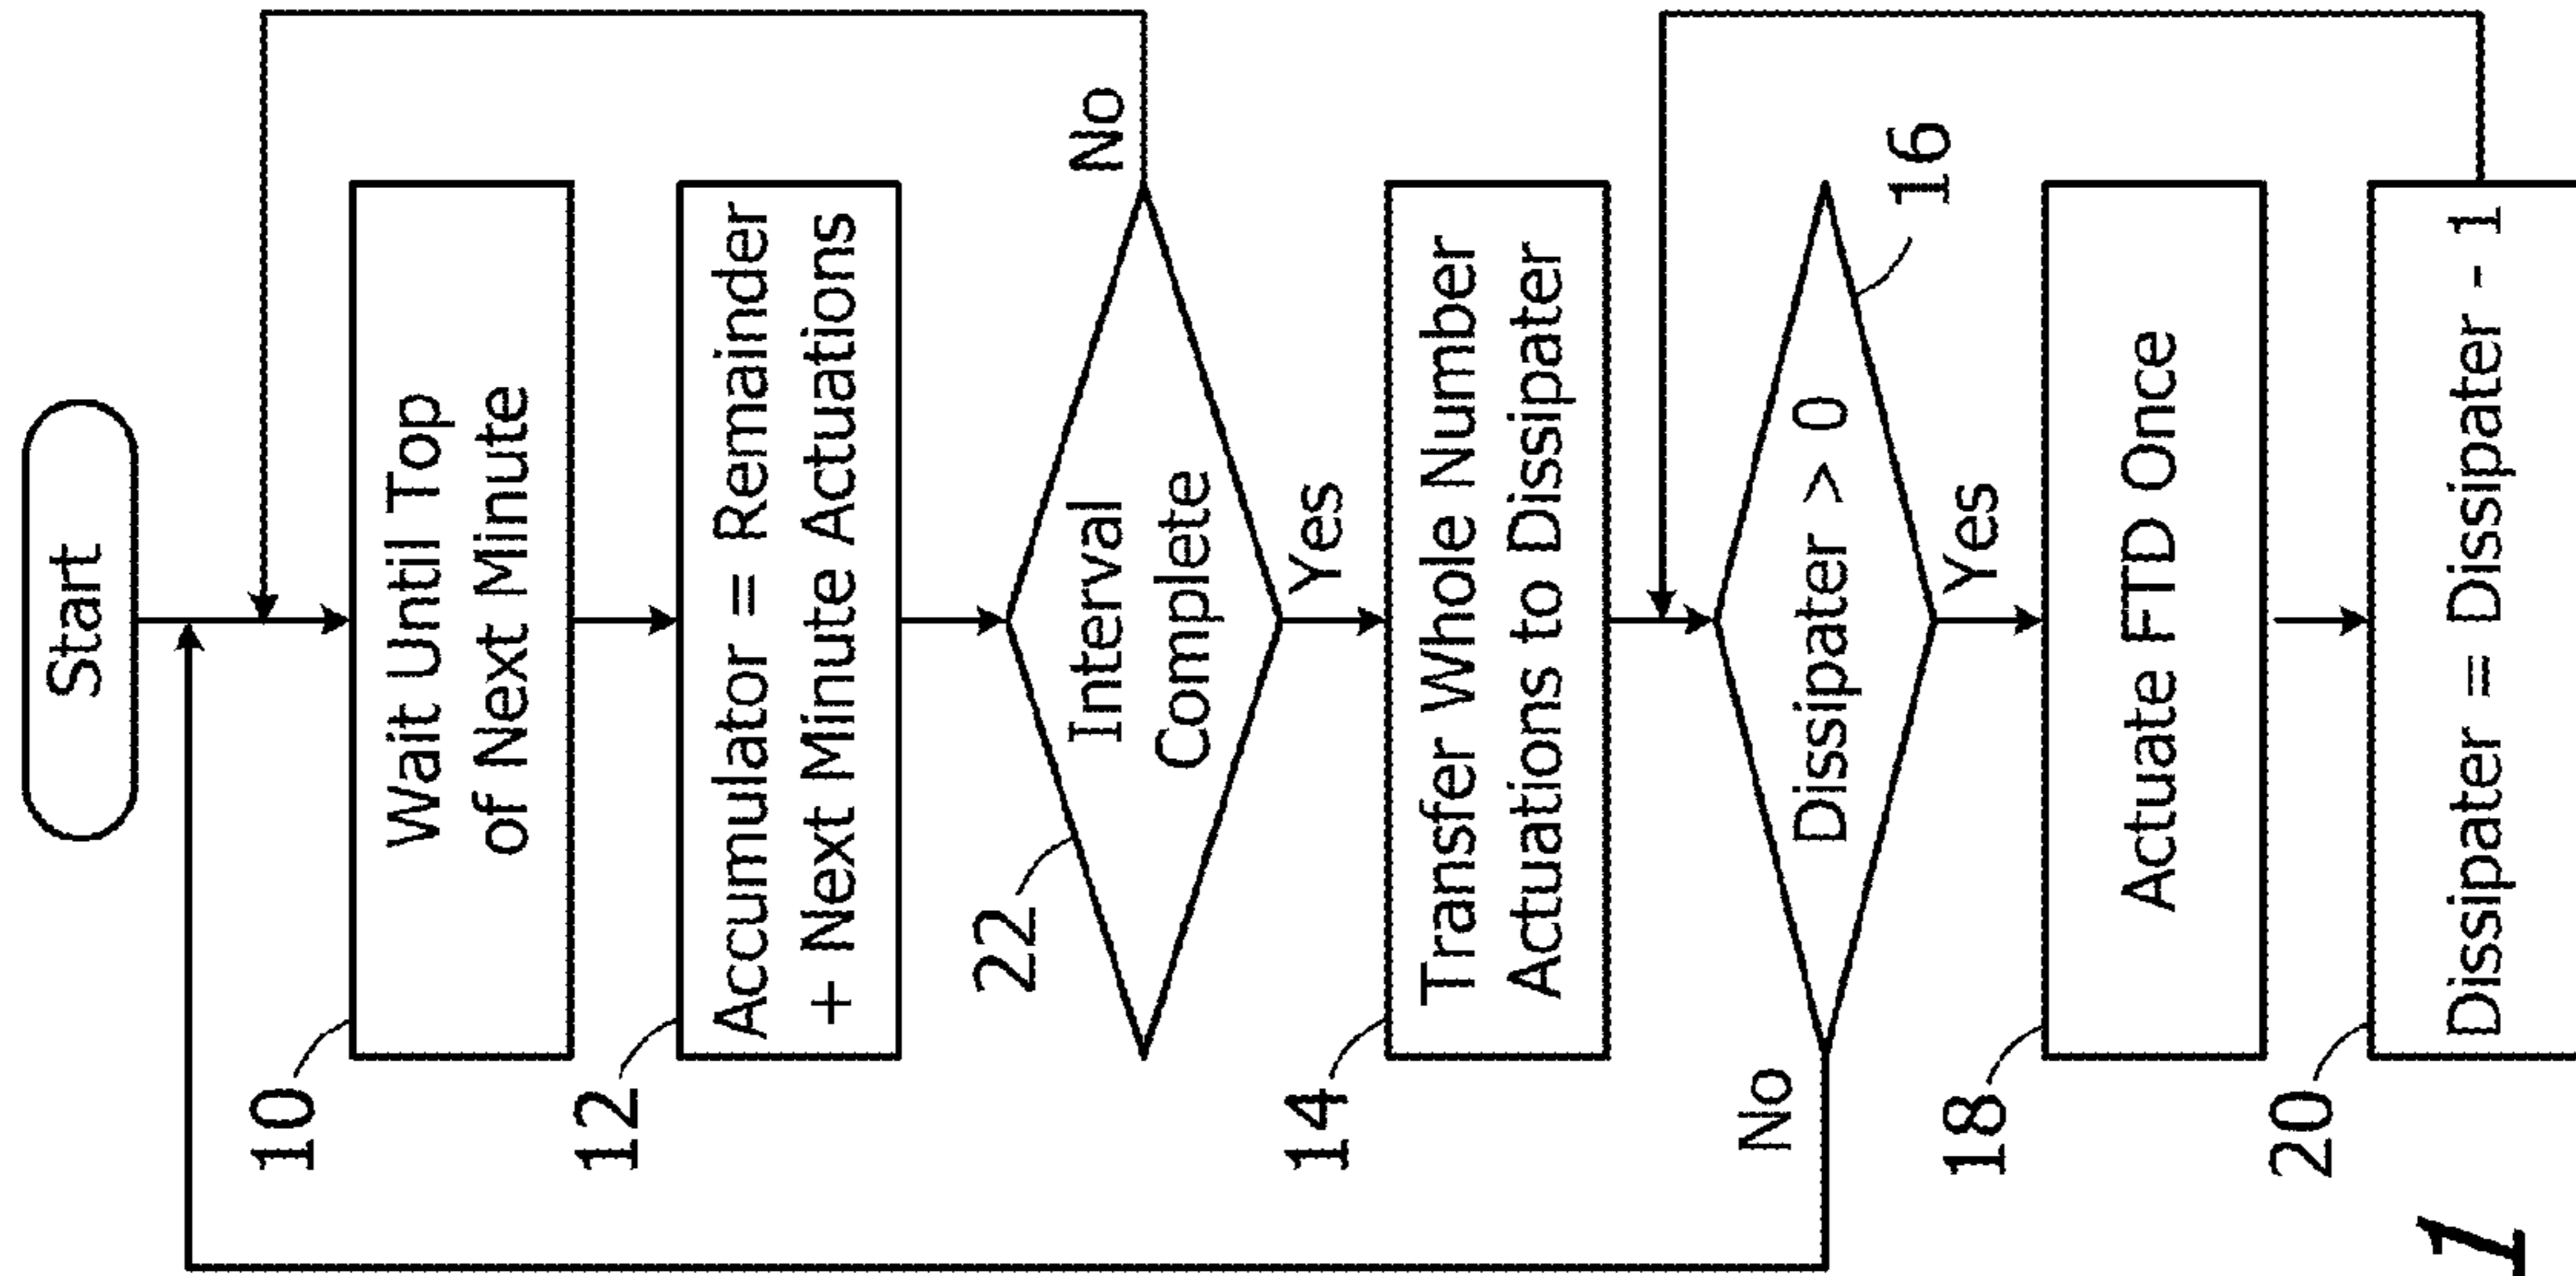 Start
10
Wait Until Top
of Next Minute
12
Accumulator = Remainder
+ Next Minute Actuations
22
Interval
Complete
No
Yes
14
Transfer Whole Number
Actuations to Dissipater
Dissipater > 0
16
No
Yes
18
Actuate FTD Once
20
Dissipater = Dissipater - 1
1